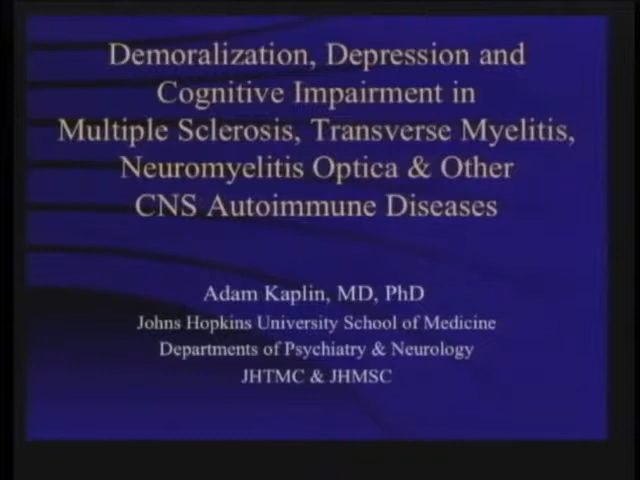 Demoralization, Depression and
Cognitive Impairment in
Multiple Sclerosis, Transverse Myelitis,
Neuromyelitis Optica & Other
CNS Autoimmune Diseases
Adam Kaplin, MD, PhD
Johns Hopkins University School of Medicine
Departments of Psychiatry & Neurology
JHTMC & JHMSC